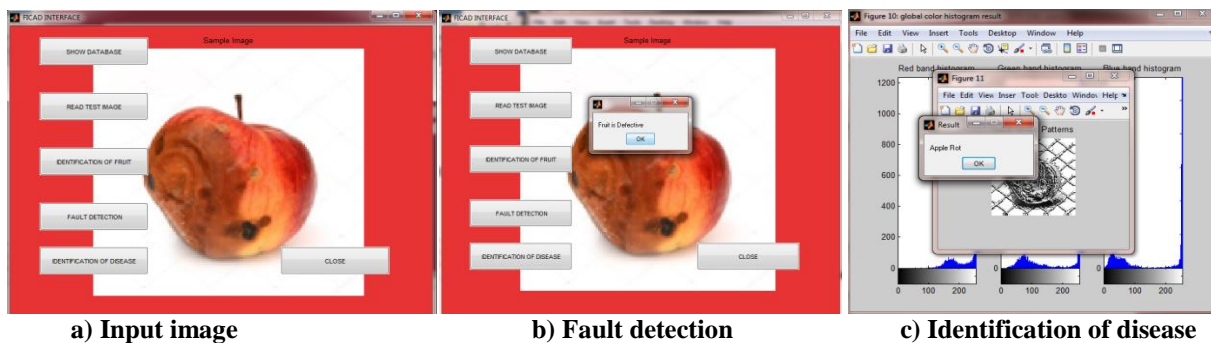 FICAD INTERFACE
Sample Image
SHOW DATABASE
READ TEST IMAGE
IDENTIFICATION OF FRUIT
FAULT DETECTION
IDENTIFICATION OF DISEASE
CLOSE
a) Input image
FICAD INTERFACE
Sample Image
SHOW DATABASE
READ TEST IMAGE
Fruit is Defective
OK
IDENTIFICATION OF FRUIT
FAULT DETECTION
IDENTIFICATION OF DISEASE
CLOSE
b) Fault detection
Figure 10: global color histogram result
File Edit View Insert Tools Desktop Window Help
Red band histogram Green band histogram Blue band histogram
Figure 11
File Edit View Inser Tools Deskto Window Help
Result
Patterns
Apple Rot
OK
1200
1000
800
600
400
200
0
0 100 200
0
0 100 200
0
0 100 200
c) Identification of disease